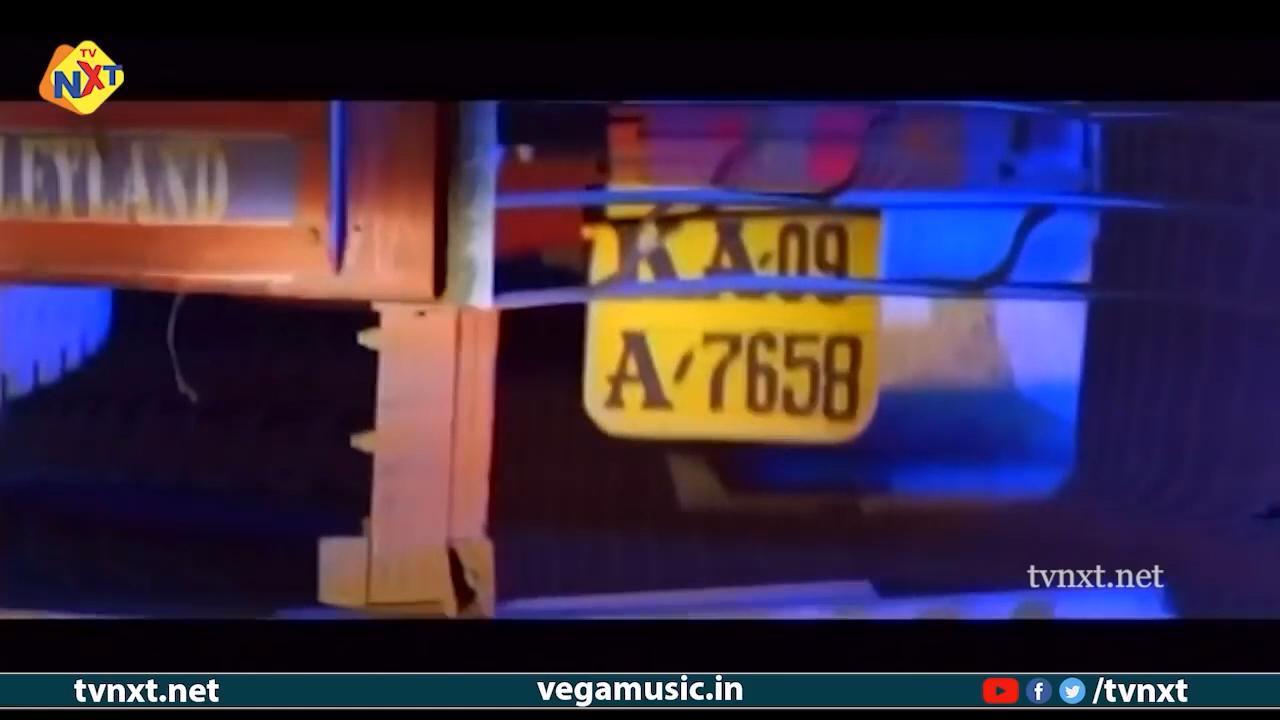 TV
NXT
LEYLAND
KA-09
A-7658
tvnxt.net
tvnxt.net
vegamusic.in
/tvnxt